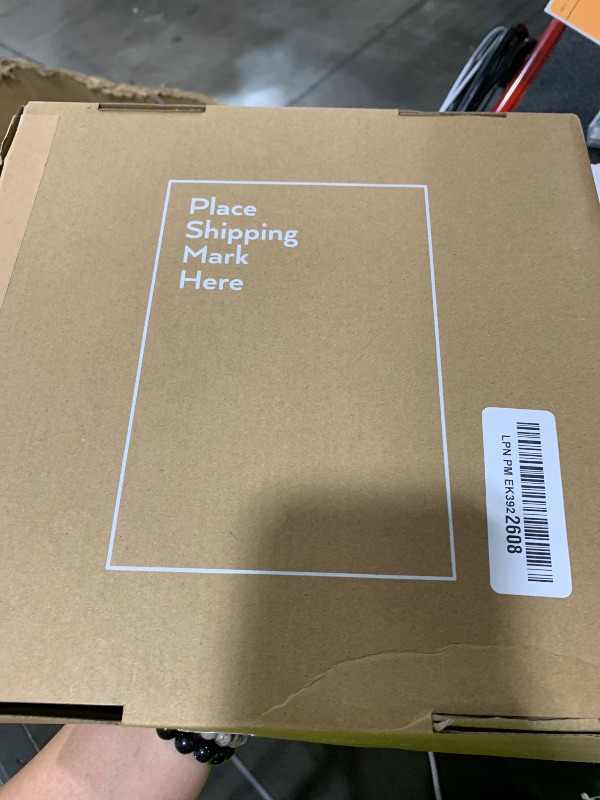 Place
Shipping
Mark
Here
LPN PM EK3922608